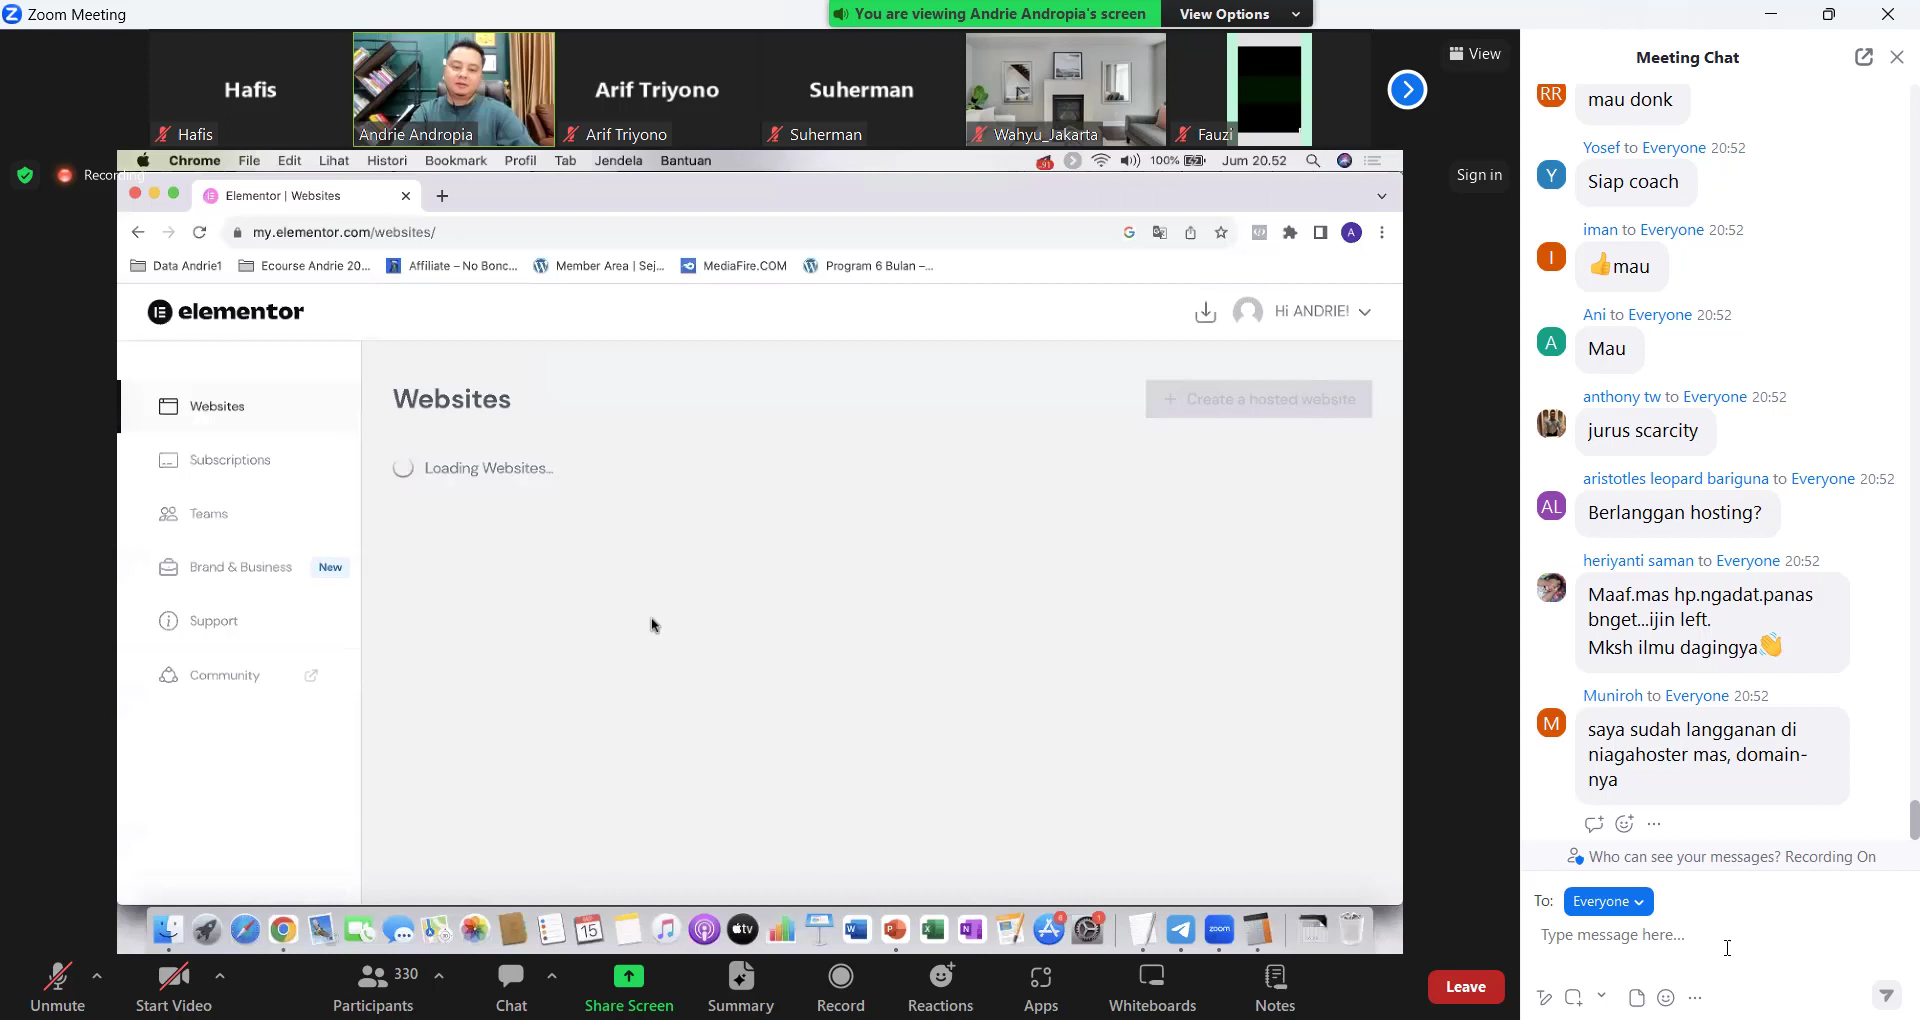 Zoom Meeting
You are viewing Andrie Andropia's screen
View Options
Hafis
Hafis
Andrie Andropia
Arif Triyono
Arif Triyono
Suherman
Suherman
Wahyu_Jakarta
Fauzi
View
Recording
Sign in
Chrome File Edit Lihat Histori Bookmark Profil Tab Jendela Bantuan
100% Jum 20.52
Elementor | Websites
my.elementor.com/websites/
A
Data Andrie1
Ecourse Andrie 20...
Affiliate – No Bonc...
Member Area | Sej...
MediaFire.COM
Program 6 Bulan –...
elementor
Hi ANDRIE!
Websites
Subscriptions
Teams
Brand & Business New
Support
Community
Websites
+ Create a hosted website
Loading Websites...
15
tv
zoom
Unmute
Start Video
330
Participants
Chat
Share Screen
Summary
Record
Reactions
Apps
Whiteboards
Notes
Leave
Meeting Chat
RR
mau donk
Yosef to Everyone 20:52
Y
Siap coach
iman to Everyone 20:52
I
👍mau
Ani to Everyone 20:52
A
Mau
anthony tw to Everyone 20:52
jurus scarcity
aristotles leopard bariguna to Everyone 20:52
AL
Berlanggan hosting?
heriyanti saman to Everyone 20:52
Maaf.mas hp.ngadat.panas
bnget...ijin left.
Mksh ilmu dagingya👋
Muniroh to Everyone 20:52
M
saya sudah langganan di
niagahoster mas, domain-
nya
Who can see your messages? Recording On
To: Everyone
Type message here...